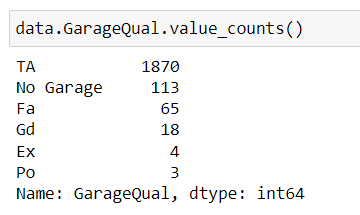 data.GarageQual.value_counts()
TA 1870
No Garage 113
Fa 65
Gd 18
Ex 4
Po 3
Name: GarageQual, dtype: int64